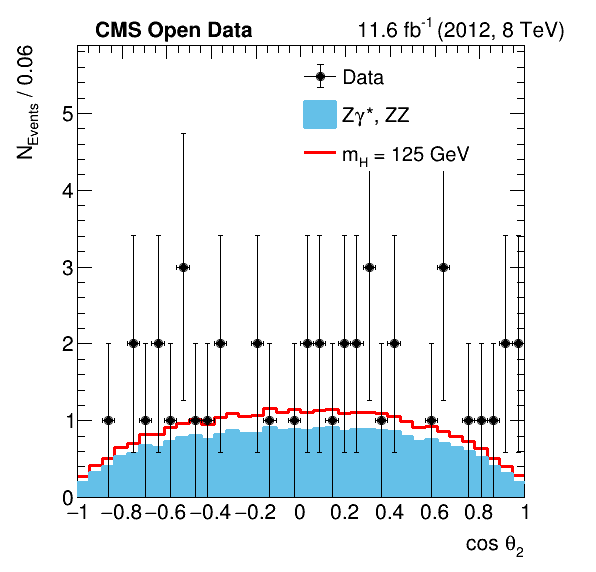 CMS Open Data 11.6 fb⁻¹ (2012, 8 TeV)
N_Events / 0.06
Data
Zγ*, ZZ
m_H = 125 GeV
5
4
3
2
1
0
−1 −0.8 −0.6 −0.4 −0.2 0 0.2 0.4 0.6 0.8 1
cos θ₂